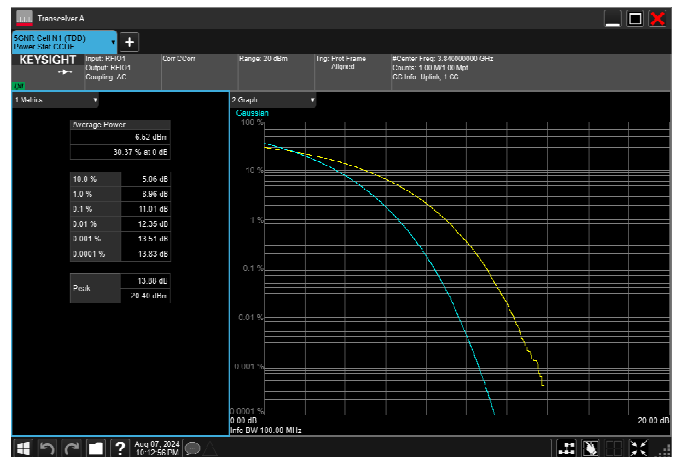 Transceiver A
5GNR Cell N1 (TDD)
Power Stat CCDF
+
KEYSIGHT
Input: RFIO1
Output: RFIO1
Coupling: AC
Corr CCorr
Range: 20 dBm
Trig: Prot Frame
Aligned
#Center Freq: 3.840000000 GHz
Counts: 1.00 M/1.00 Mpt
CC Info: Uplink, 1 CC
1 Metrics
Average Power
6.52 dBm
30.37 % at 0 dB
10.0 % 5.06 dB
1.0 % 8.96 dB
0.1 % 11.01 dB
0.01 % 12.35 dB
0.001 % 13.51 dB
0.0001 % 13.83 dB
Peak
13.88 dB
20.40 dBm
2 Graph
Gaussian
100 %
10 %
1 %
0.1 %
0.01 %
0.001 %
0.0001 %
0.00 dB
20.00 dB
Info BW 100.00 MHz
?
Aug 07, 2024
10:12:56 PM